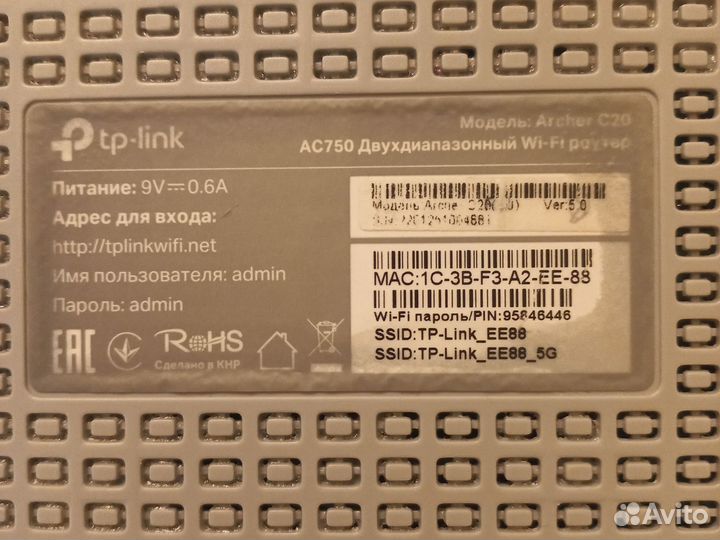 tp-link
Модель: Archer C20
AC750 Двухдиапазонный Wi-Fi роутер
Питание: 9V⎓0.6A
Адрес для входа:
http://tplinkwifi.net
Имя пользователя: admin
Пароль: admin
EAC
RoHS
Сделано в КНР
Модель Ver:5.0
MAC:1C-3B-F3-A2-EE-88
Wi-Fi пароль/PIN:95846446
SSID:TP-Link_EE88
SSID:TP-Link_EE88_5G
Avito